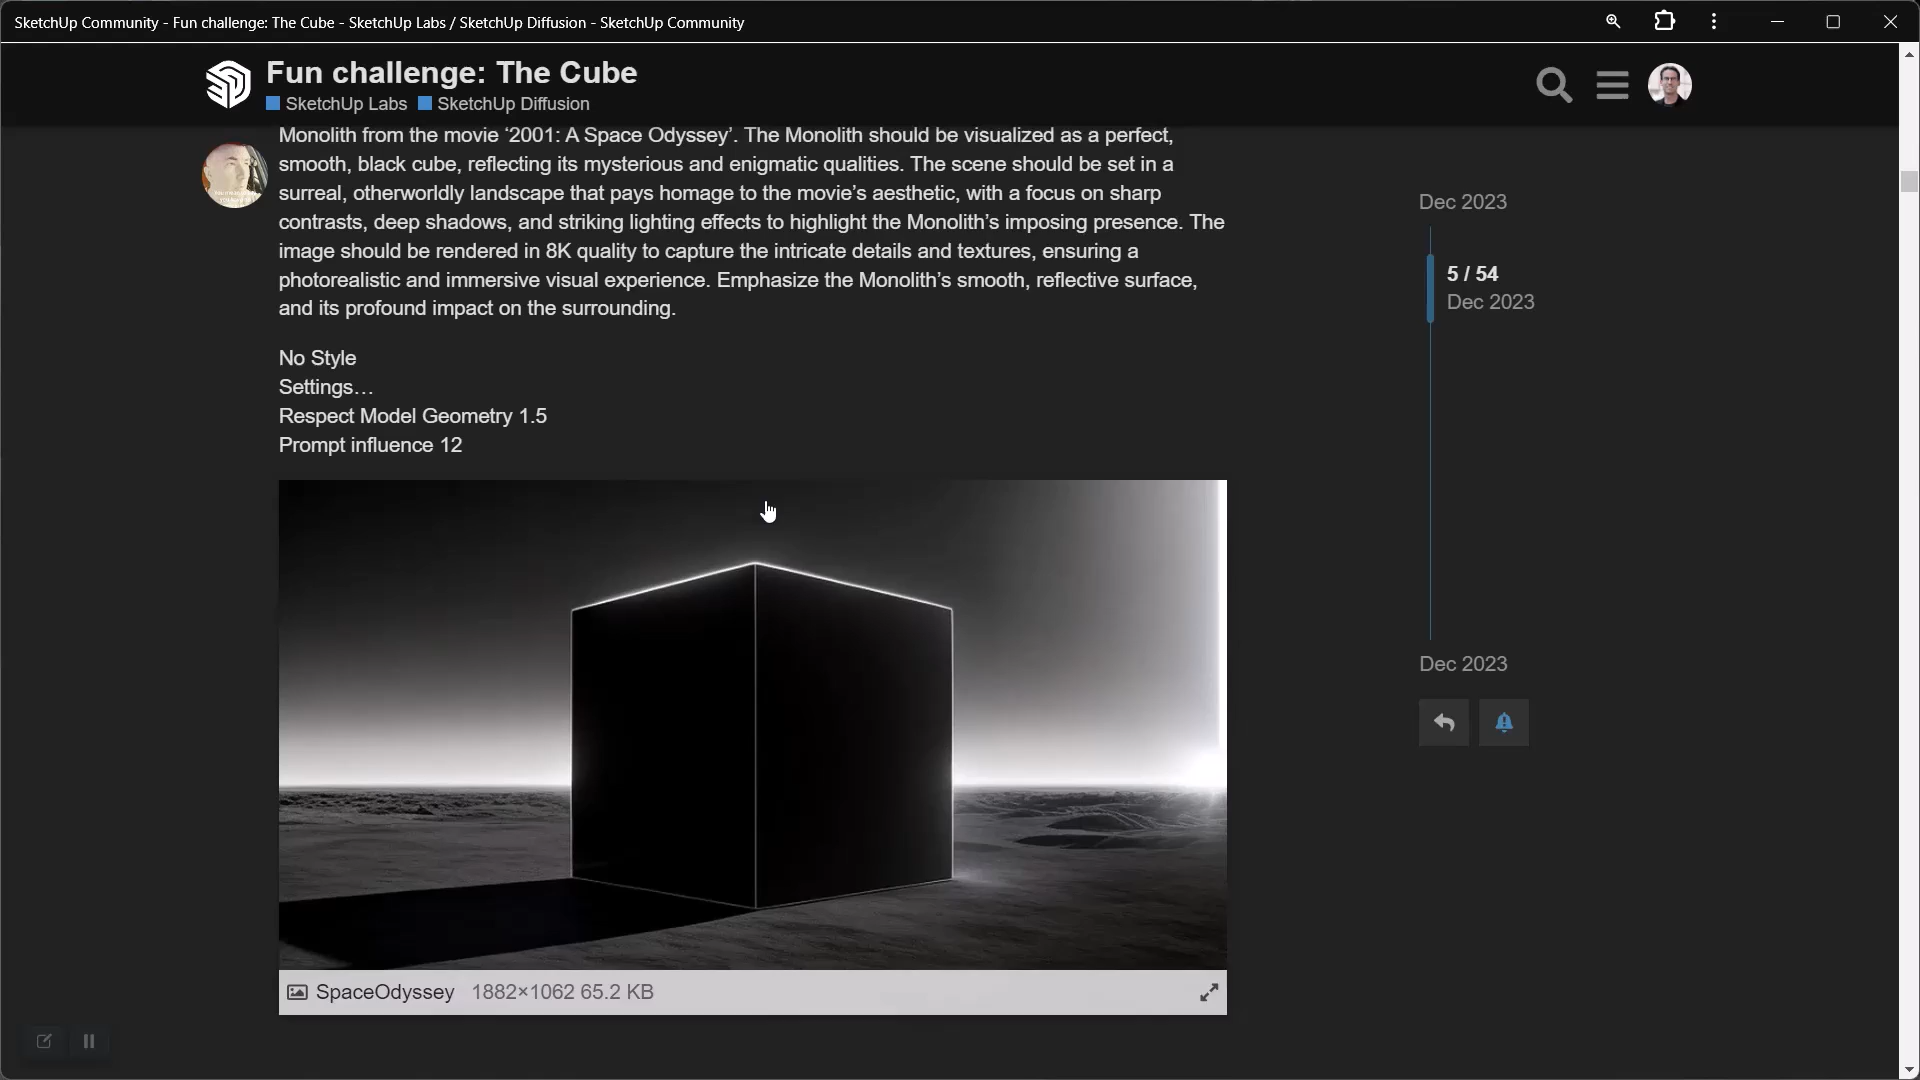 SketchUp Community - Fun challenge: The Cube - SketchUp Labs / SketchUp Diffusion - SketchUp Community
Fun challenge: The Cube
SketchUp Labs SketchUp Diffusion
Monolith from the movie ‘2001: A Space Odyssey’. The Monolith should be visualized as a perfect,
smooth, black cube, reflecting its mysterious and enigmatic qualities. The scene should be set in a
surreal, otherworldly landscape that pays homage to the movie’s aesthetic, with a focus on sharp
contrasts, deep shadows, and striking lighting effects to highlight the Monolith’s imposing presence. The
image should be rendered in 8K quality to capture the intricate details and textures, ensuring a
photorealistic and immersive visual experience. Emphasize the Monolith’s smooth, reflective surface,
and its profound impact on the surrounding.
No Style
Settings…
Respect Model Geometry 1.5
Prompt influence 12
SpaceOdyssey 1882×1062 65.2 KB
Dec 2023
5 / 54
Dec 2023
Dec 2023